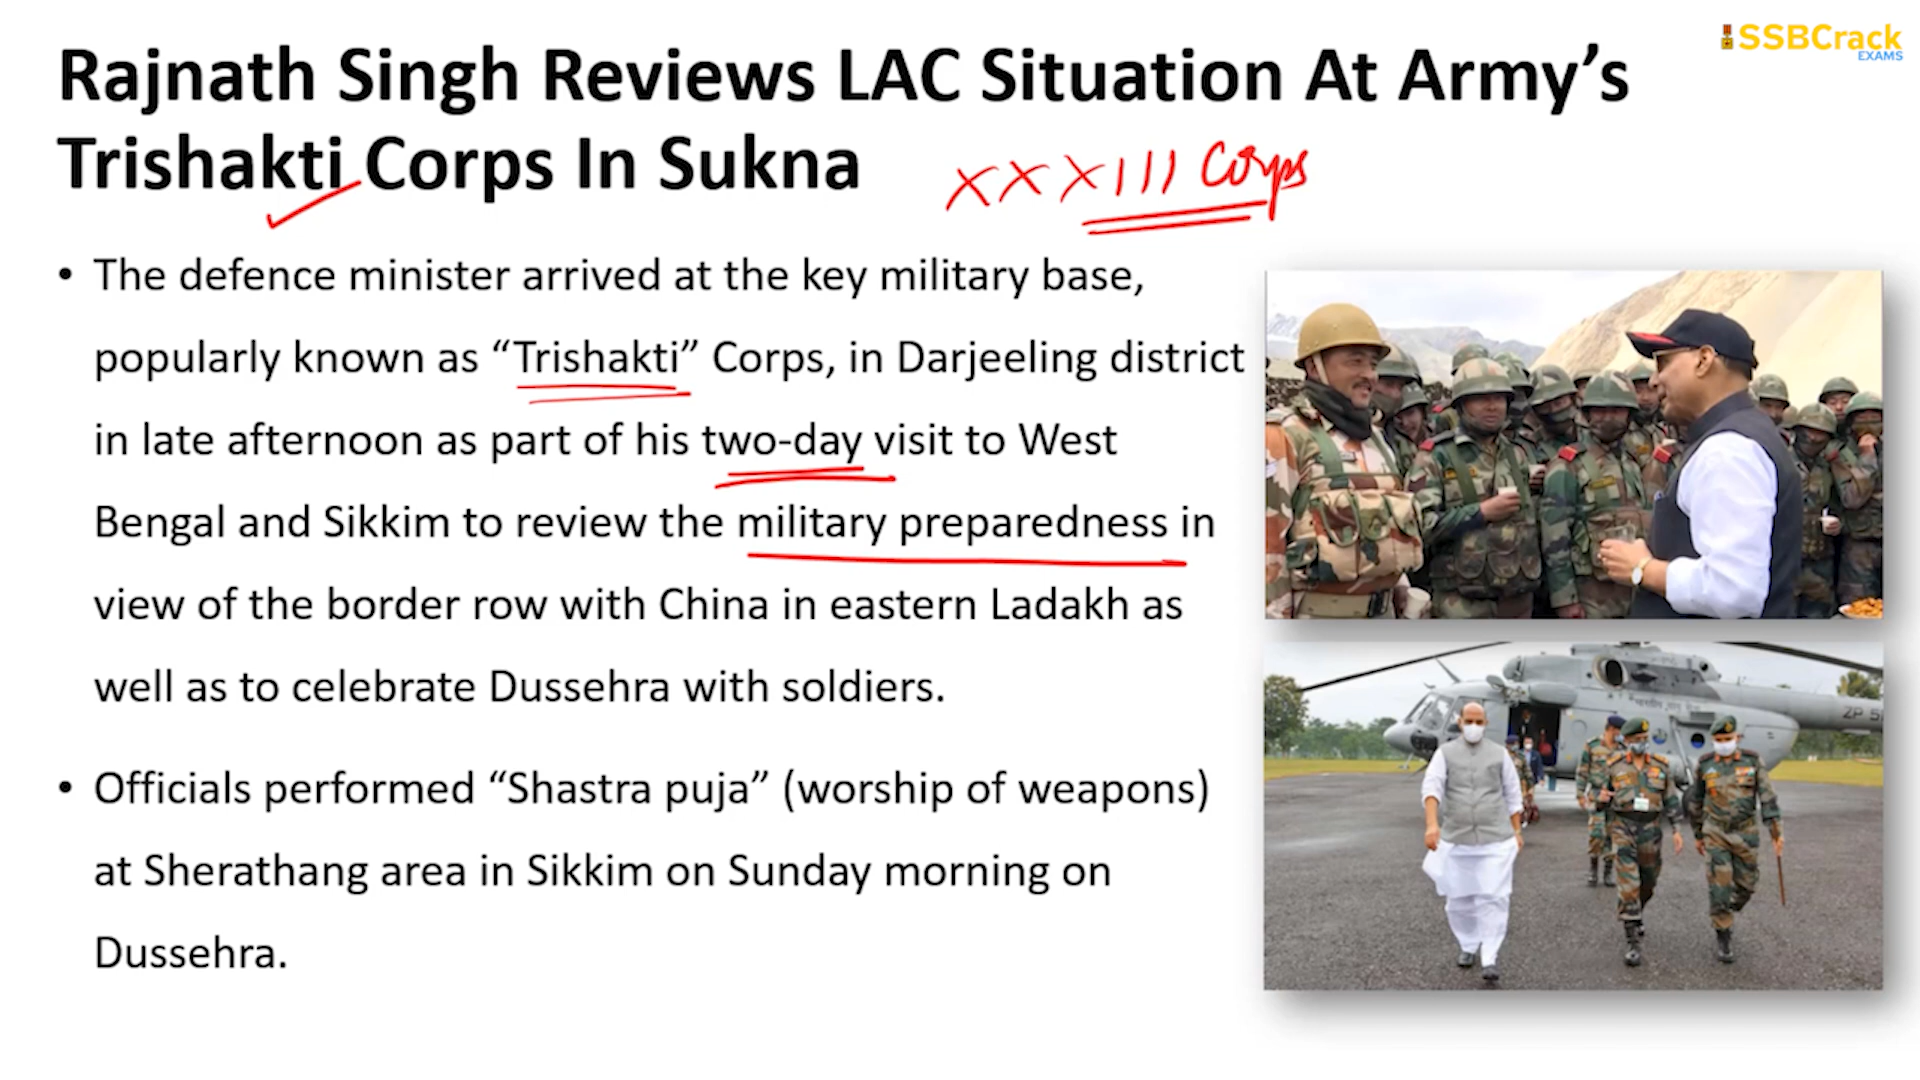 SSBCrack
EXAMS
Rajnath Singh Reviews LAC Situation At Army’s
Trishakti Corps In Sukna
XXXIII Corps
• The defence minister arrived at the key military base,
popularly known as “Trishakti” Corps, in Darjeeling district
in late afternoon as part of his two-day visit to West
Bengal and Sikkim to review the military preparedness in
view of the border row with China in eastern Ladakh as
well as to celebrate Dussehra with soldiers.
• Officials performed “Shastra puja” (worship of weapons)
at Sherathang area in Sikkim on Sunday morning on
Dussehra.
ZP 5